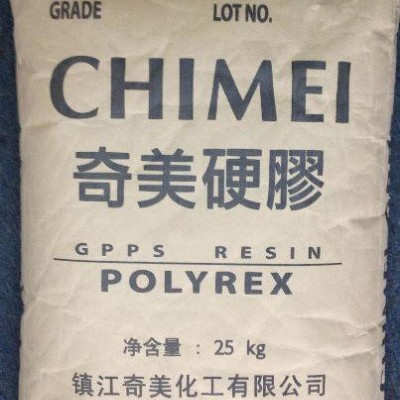 GRADE LOT NO.
CHIMEI
奇美硬膠
GPPS RESIN
POLYREX
净含量 : 25 kg
镇江奇美化工有限公司